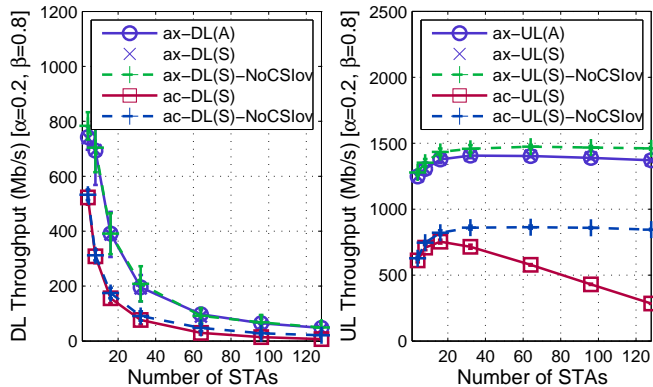 DL Throughput (Mb/s) [α=0.2, β=0.8]
1200
1000
800
600
400
200
0
20 40 60 80 100 120
Number of STAs
ax−DL(A)
ax−DL(S)
ax−DL(S)−NoCSIov
ac−DL(S)
ac−DL(S)−NoCSIov
UL Throughput (Mb/s) [α=0.2, β=0.8]
2500
2000
1500
1000
500
0
20 40 60 80 100 120
Number of STAs
ax−UL(A)
ax−UL(S)
ax−UL(S)−NoCSIov
ac−UL(S)
ac−UL(S)−NoCSIov